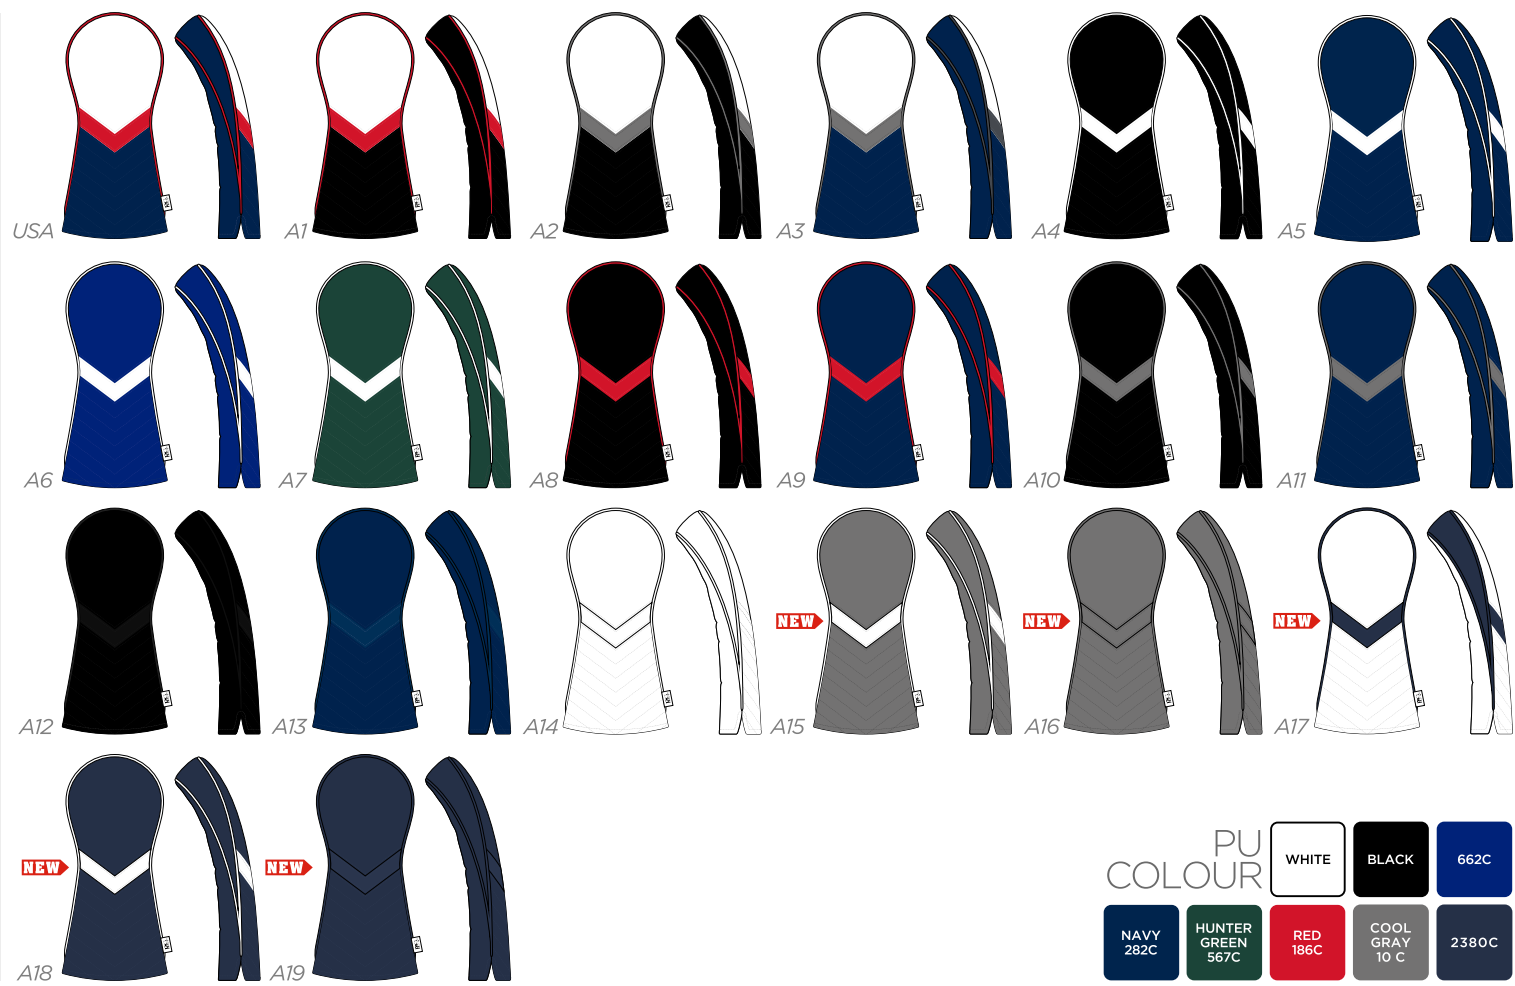 USA
A1
A2
A3
A4
A5
A6
A7
A8
A9
A10
A11
A12
A13
A14
NEW
A15
NEW
A16
NEW
A17
NEW
A18
NEW
A19
PU
COLOUR
WHITE
BLACK
662C
NAVY
282C
HUNTER
GREEN
567C
RED
186C
COOL
GRAY
10 C
2380C